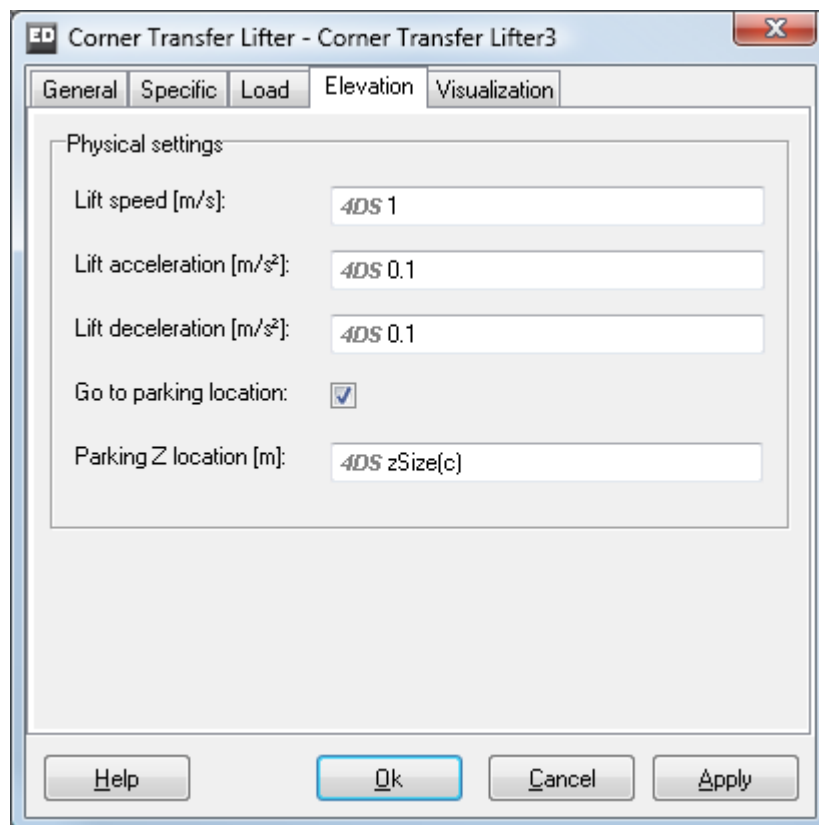 ED Corner Transfer Lifter - Corner Transfer Lifter3
General Specific Load Elevation Visualization
Physical settings
Lift speed [m/s]: 4DS 1
Lift acceleration [m/s²]: 4DS 0.1
Lift deceleration [m/s²]: 4DS 0.1
Go to parking location:
Parking Z location [m]: 4DS zSize(c)
Help Ok Cancel Apply